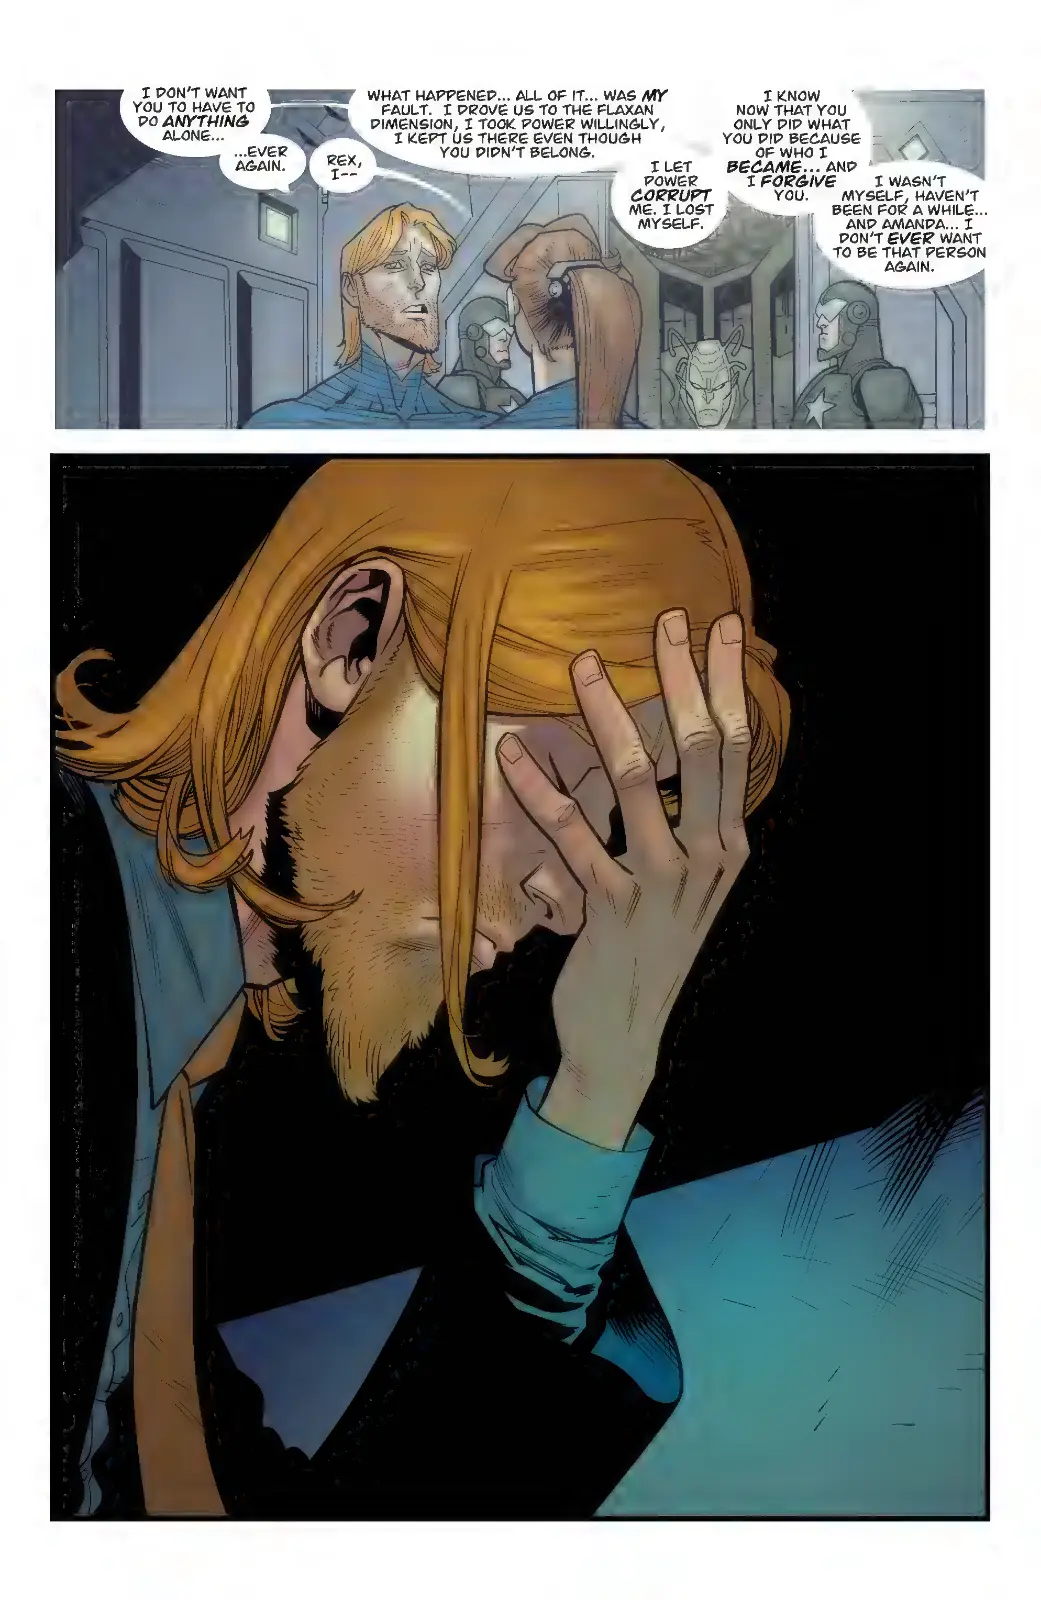 I DON'T WANT
YOU TO HAVE TO
DO ANYTHING
ALONE...
...EVER
AGAIN.
REX,
I--
WHAT HAPPENED... ALL OF IT... WAS MY
FAULT. I DROVE US TO THE FLAXAN
DIMENSION, I TOOK POWER WILLINGLY,
I KEPT US THERE EVEN THOUGH
YOU DIDN'T BELONG.
I LET
POWER
CORRUPT
ME. I LOST
MYSELF.
I KNOW
NOW THAT YOU
ONLY DID WHAT
YOU DID BECAUSE
OF WHO I
BECAME... AND
I FORGIVE
YOU.
I WASN'T
MYSELF, HAVEN'T
BEEN FOR A WHILE...
AND AMANDA... I
DON'T EVER WANT
TO BE THAT PERSON
AGAIN.